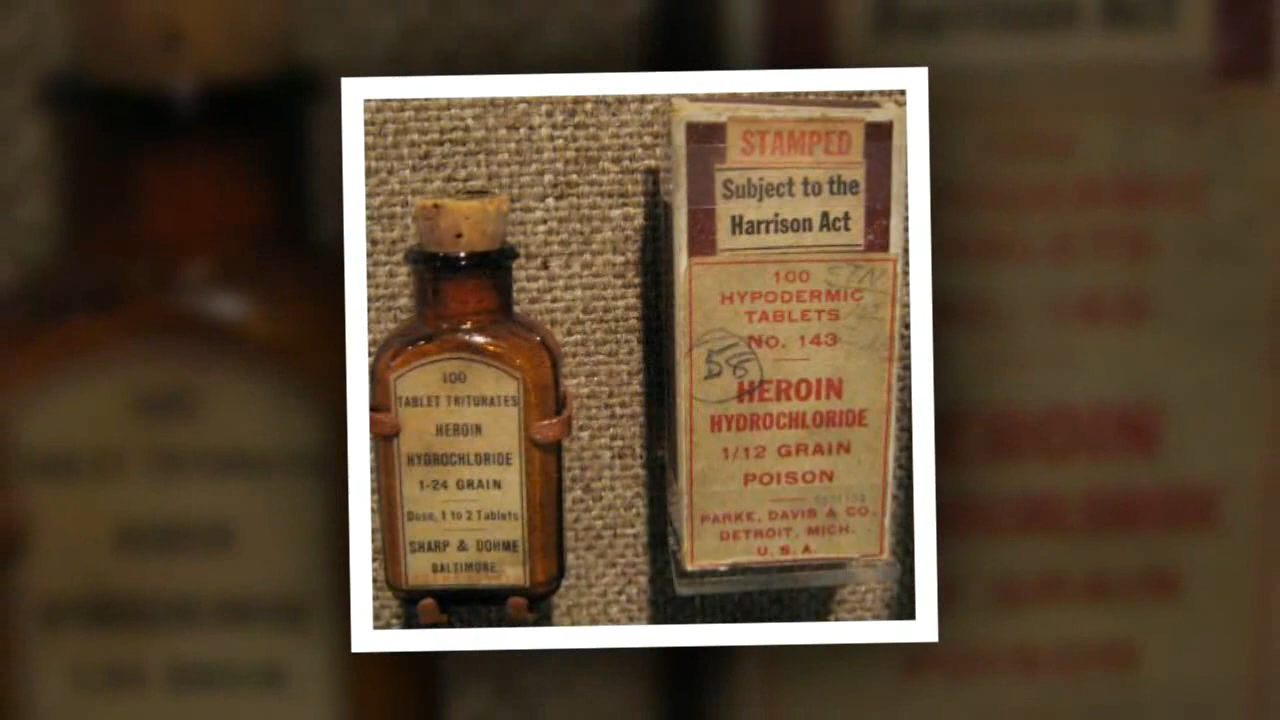 100
TABLET TRITURATES
HEROIN
HYDROCHLORIDE
1-24 GRAIN
Dose, 1 to 2 Tablets
SHARP & DOHME
BALTIMORE.
STAMPED
Subject to the
Harrison Act
100
HYPODERMIC
TABLETS
No. 143
58
HEROIN
HYDROCHLORIDE
1/12 GRAIN
POISON
PARKE, DAVIS & CO.
DETROIT, MICH.
U. S. A.